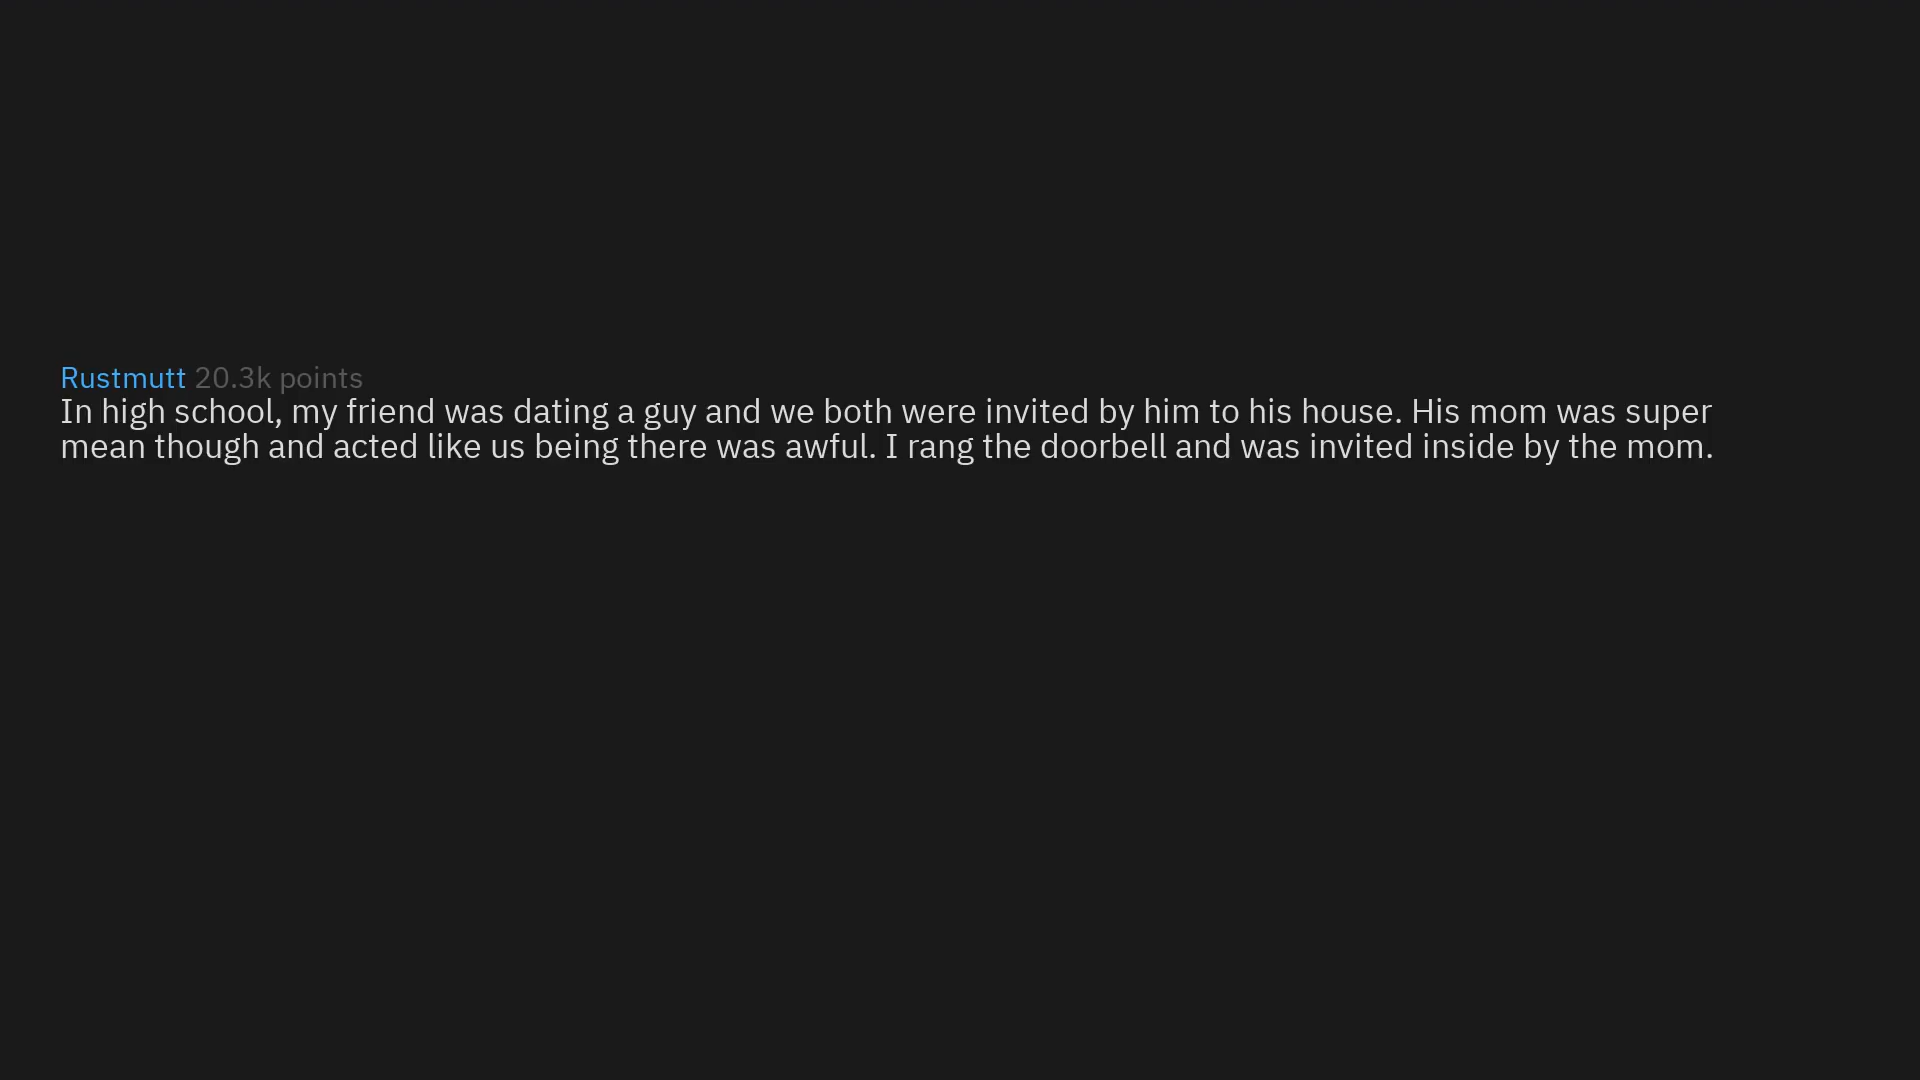 Rustmutt 20.3k points
In high school, my friend was dating a guy and we both were invited by him to his house. His mom was super
mean though and acted like us being there was awful. I rang the doorbell and was invited inside by the mom.